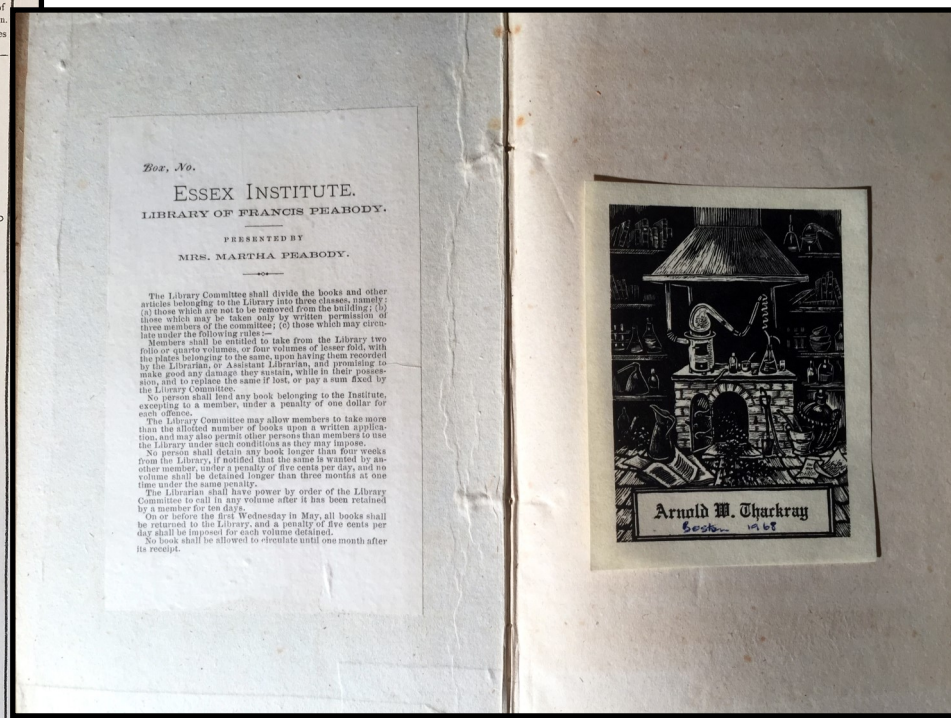 of
n.
es
Box, No.
ESSEX INSTITUTE.
LIBRARY OF FRANCIS PEABODY.
PRESENTED BY
MRS. MARTHA PEABODY.
The Library Committee shall divide the books and other
articles belonging to the Library into three classes, namely:
(a) those which are not to be removed from the building; (b)
those which may be taken only by written permission of
three members of the committee; (c) those which may circu-
late under the following rules:—
Members shall be entitled to take from the Library two
folio or quarto volumes, or four volumes of lesser fold, with
the plates belonging to the same, upon having them recorded
by the Librarian, or Assistant Librarian, and promising to
make good any damage they sustain, while in their posses-
sion, and to replace the same if lost, or pay a sum fixed by
the Library Committee.
No person shall lend any book belonging to the Institute,
excepting to a member, under a penalty of one dollar for
each offence.
The Library Committee may allow members to take more
than the allotted number of books upon a written applica-
tion, and may also permit other persons than members to use
the Library under such conditions as they may impose.
No person shall detain any book longer than four weeks
from the Library, if notified that the same is wanted by an-
other member, under a penalty of five cents per day, and no
volume shall be detained longer than three months at one
time under the same penalty.
The Librarian shall have power by order of the Library
Committee to call in any volume after it has been retained
by a member for ten days.
On or before the first Wednesday in May, all books shall
be returned to the Library, and a penalty of five cents per
day shall be imposed for each volume detained.
No book shall be allowed to circulate until one month after
its receipt.
Arnold W. Thackray
Boston 1968